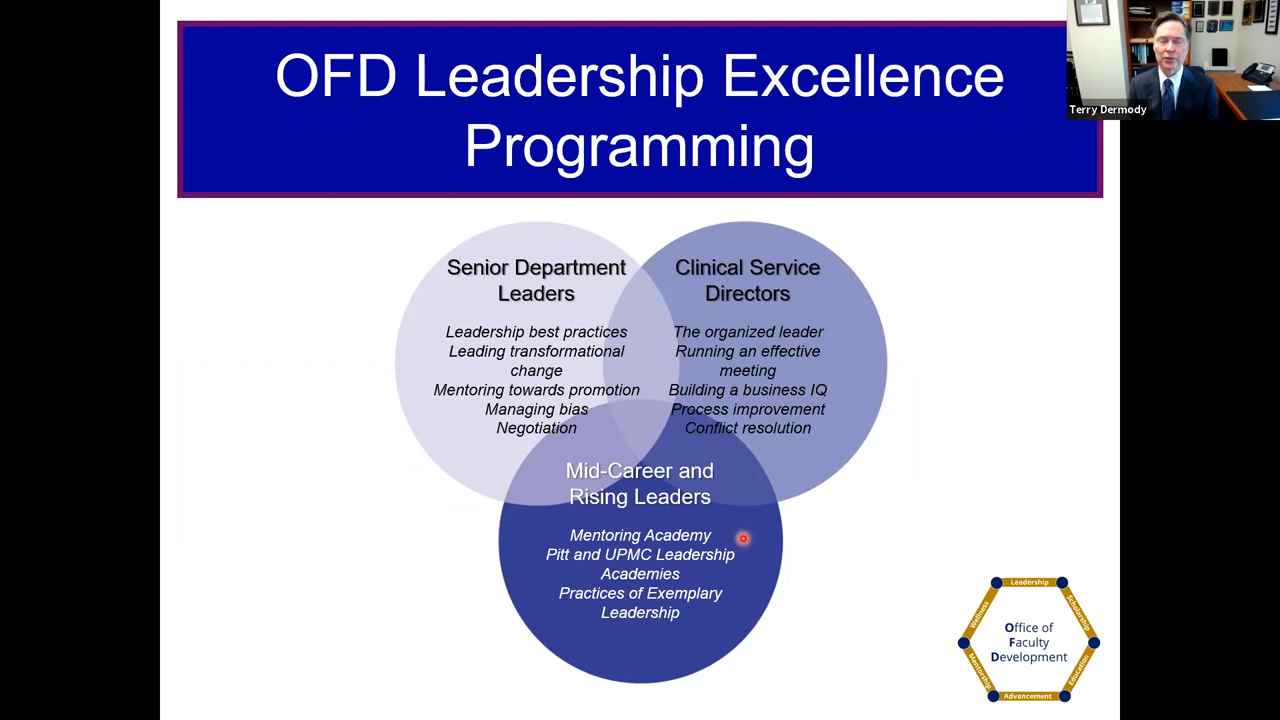 OFD Leadership Excellence
Programming
Terry Dermody
Senior Department
Leaders
Leadership best practices
Leading transformational
change
Mentoring towards promotion
Managing bias
Negotiation
Clinical Service
Directors
The organized leader
Running an effective
meeting
Building a business IQ
Process improvement
Conflict resolution
Mid-Career and
Rising Leaders
Mentoring Academy
Pitt and UPMC Leadership
Academies
Practices of Exemplary
Leadership
Leadership
Scholarship
Education
Advancement
Mentorship
Wellness
Office of
Faculty
Development